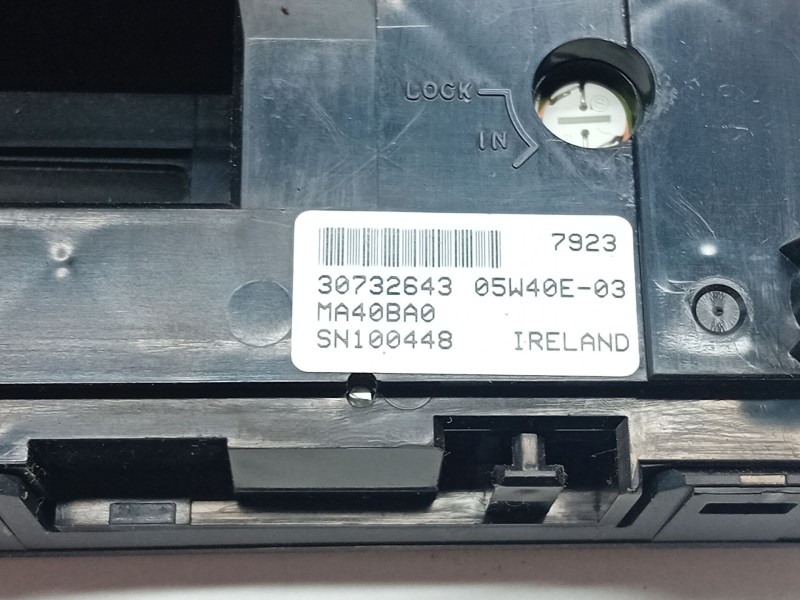 LOCK
IN
7923
30732643 05W40E-03
MA40BA0
SN100448 IRELAND